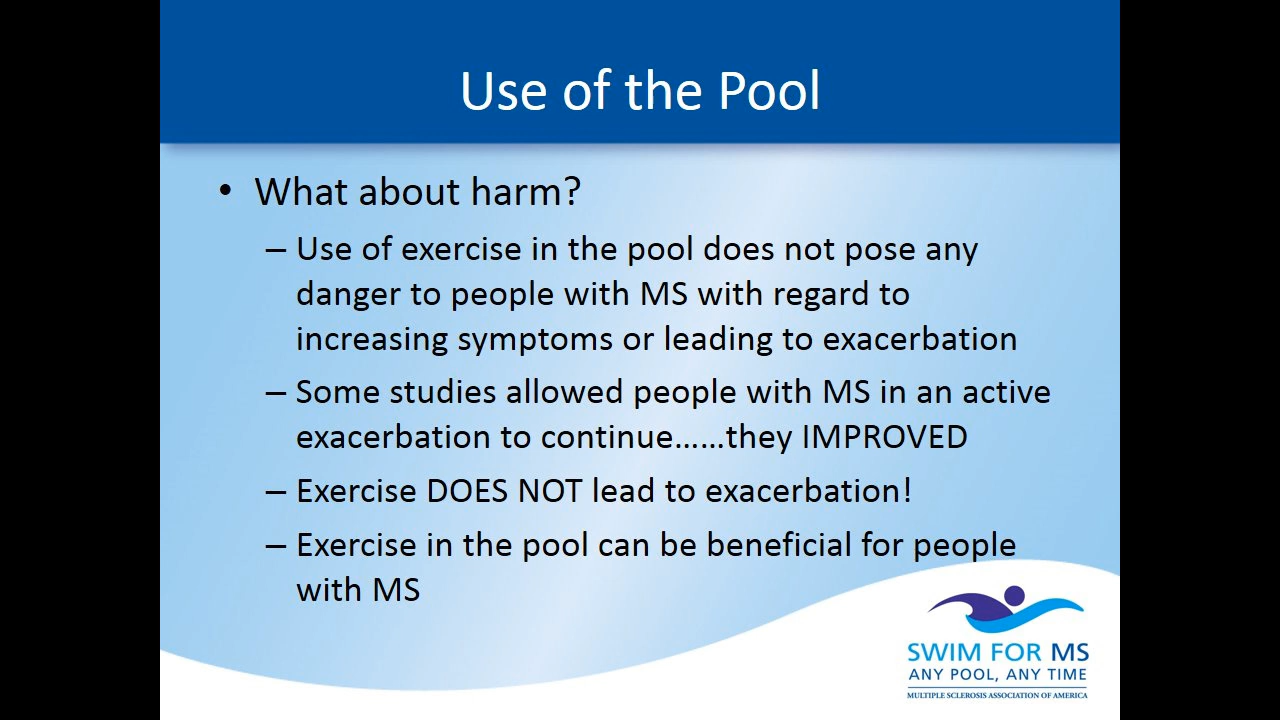 Use of the Pool
• What about harm?
– Use of exercise in the pool does not pose any
danger to people with MS with regard to
increasing symptoms or leading to exacerbation
– Some studies allowed people with MS in an active
exacerbation to continue……they IMPROVED
– Exercise DOES NOT lead to exacerbation!
– Exercise in the pool can be beneficial for people
with MS
SWIM FOR MS
ANY POOL, ANY TIME
MULTIPLE SCLEROSIS ASSOCIATION OF AMERICA